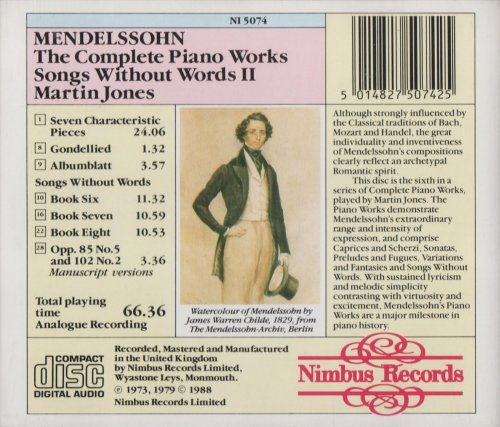 NI 5074
MENDELSSOHN
The Complete Piano Works
Songs Without Words II
Martin Jones
5 014827 507425
1 Seven Characteristic
Pieces 24.06
8 Gondellied 1.32
9 Albumblatt 3.57
Songs Without Words
10 Book Six 11.32
16 Book Seven 10.59
22 Book Eight 10.53
28 Opp. 85 No.5
and 102 No.2 3.36
Manuscript versions
Total playing
time 66.36
Analogue Recording
Watercolour of Mendelssohn by
James Warren Childe, 1829, from
The Mendelssohn-Archiv, Berlin
Although strongly influenced by
the Classical traditions of Bach,
Mozart and Handel, the great
individuality and inventiveness
of Mendelssohn's compositions
clearly reflect an archetypal
Romantic spirit.
This disc is the sixth in a
series of Complete Piano Works,
played by Martin Jones. The
Piano Works demonstrate
Mendelssohn's extraordinary
range and intensity of
expression, and comprise
Caprices and Scherzi, Sonatas,
Preludes and Fugues, Variations
and Fantasies and Songs Without
Words. With sustained lyricism
and melodic simplicity
contrasting with virtuosity and
excitement, Mendelssohn's Piano
Works are a major milestone in
piano history.
COMPACT
disc
DIGITAL AUDIO
Recorded, Mastered and Manufactured
in the United Kingdom
by Nimbus Records Limited,
Wyastone Leys, Monmouth.
℗ 1973, 1979 © 1988
Nimbus Records Limited
Nimbus Records